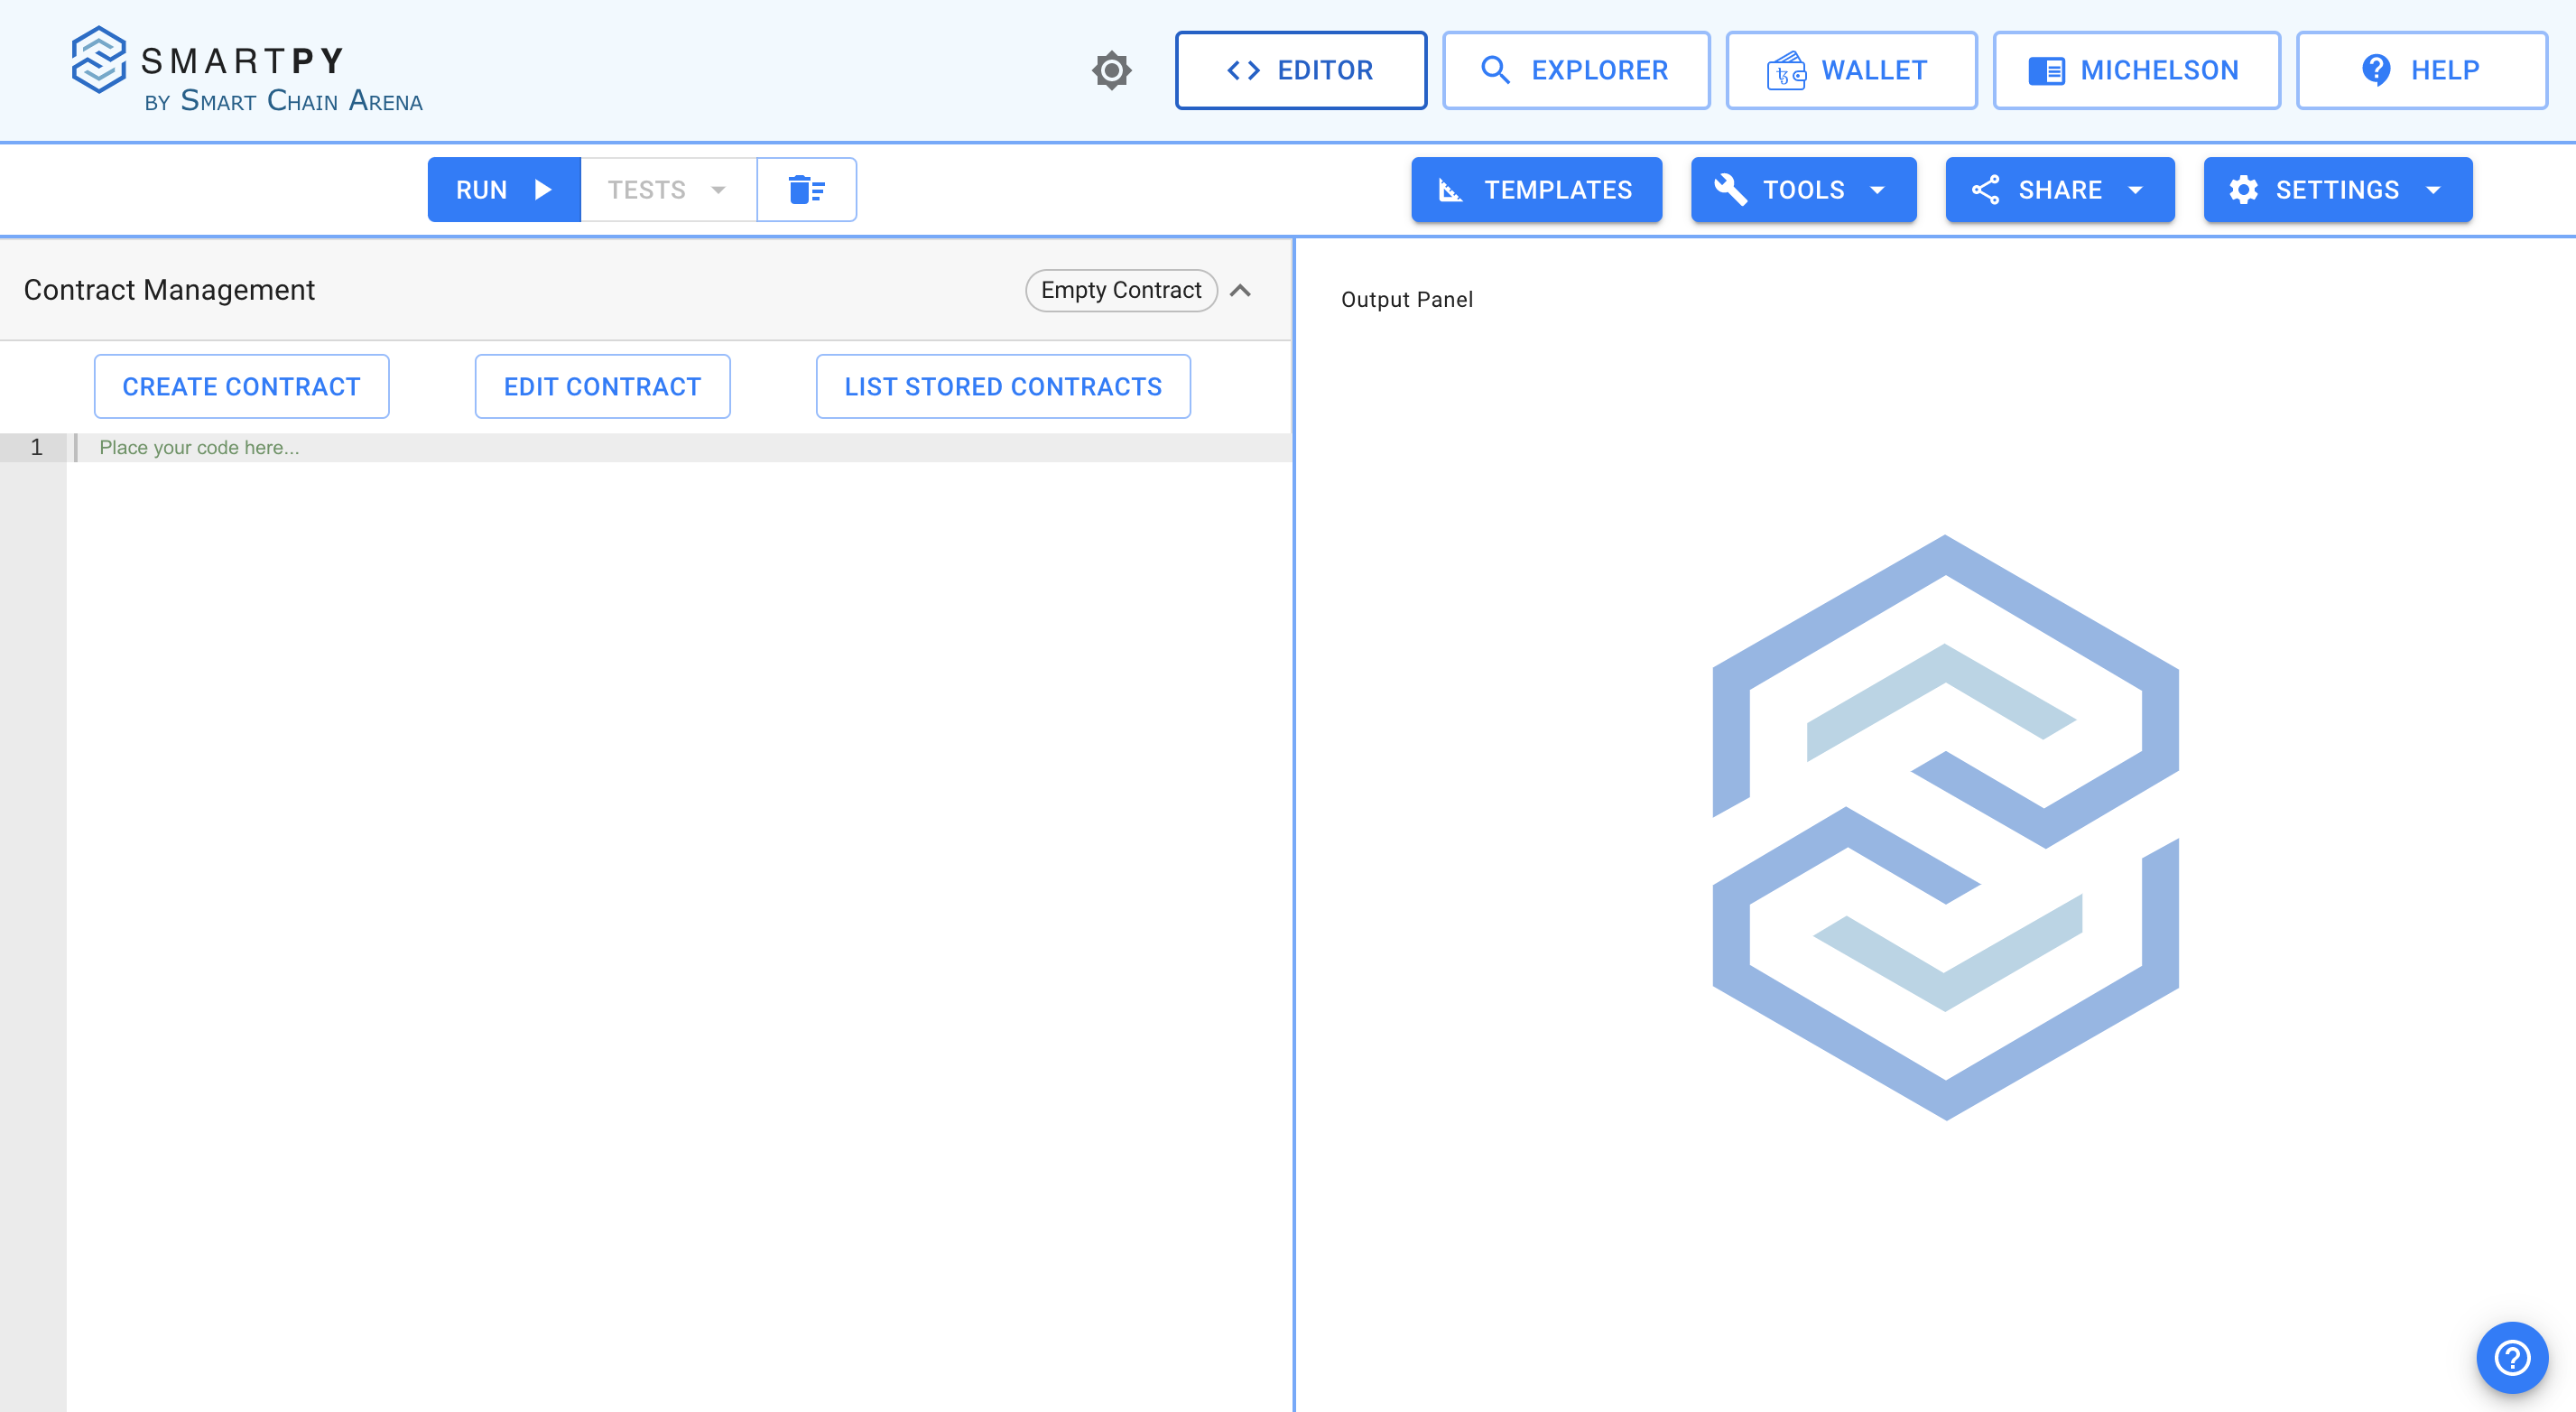 SMARTPY
BY SMART CHAIN ARENA
EDITOR
EXPLORER
WALLET
MICHELSON
HELP
RUN
TESTS
TEMPLATES
TOOLS
SHARE
SETTINGS
Contract Management
Empty Contract
Output Panel
CREATE CONTRACT
EDIT CONTRACT
LIST STORED CONTRACTS
1
Place your code here...